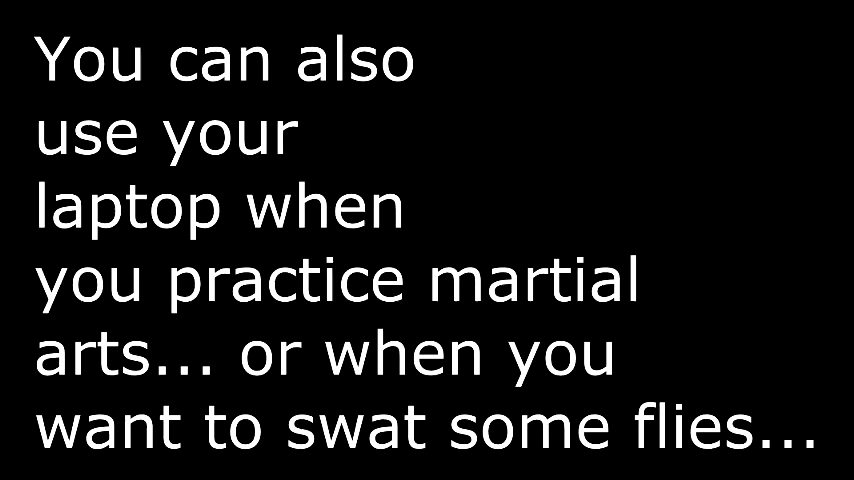 You can also
use your
laptop when
you practice martial
arts... or when you
want to swat some flies...